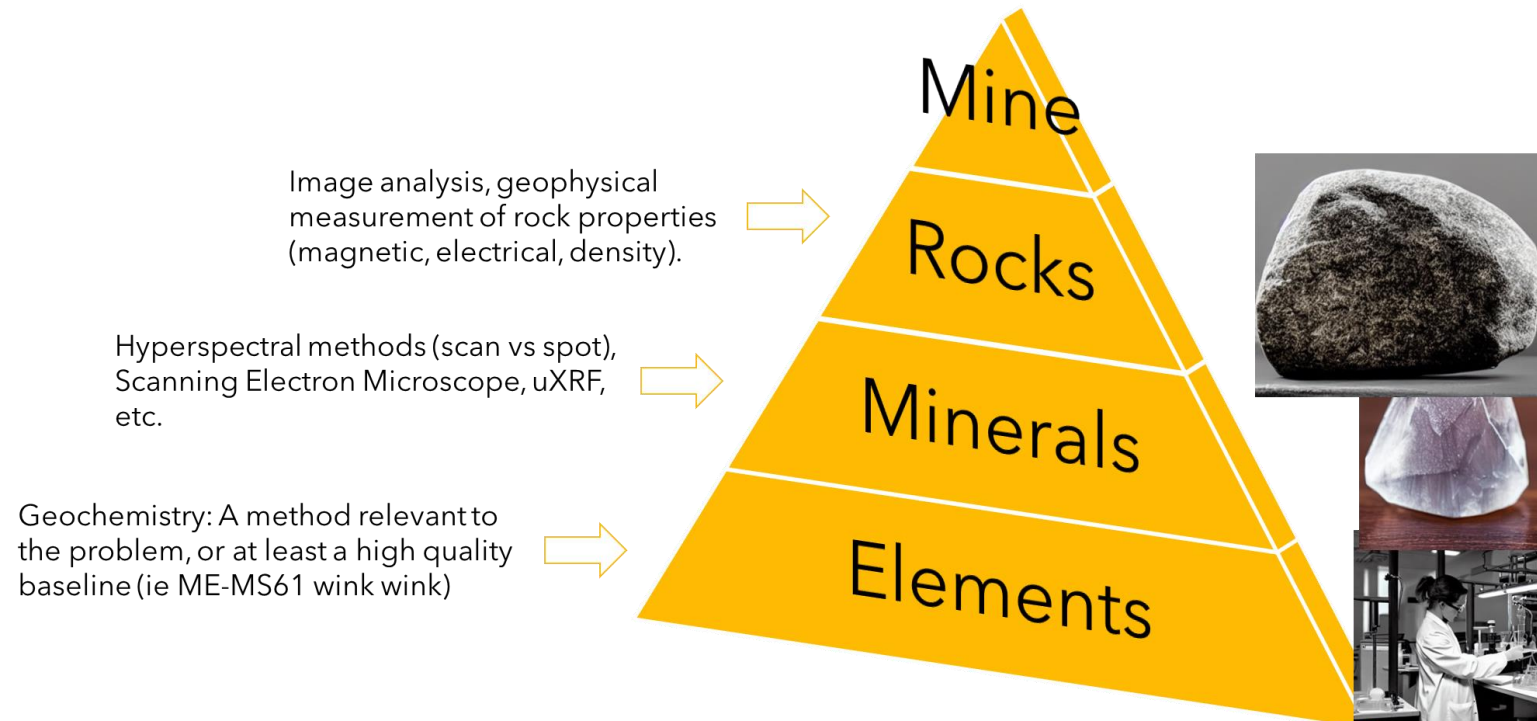 Mine
Image analysis, geophysical
measurement of rock properties
(magnetic, electrical, density).
Rocks
Hyperspectral methods (scan vs spot),
Scanning Electron Microscope, uXRF,
etc.
Minerals
Geochemistry: A method relevant to
the problem, or at least a high quality
baseline (ie ME-MS61 wink wink)
Elements